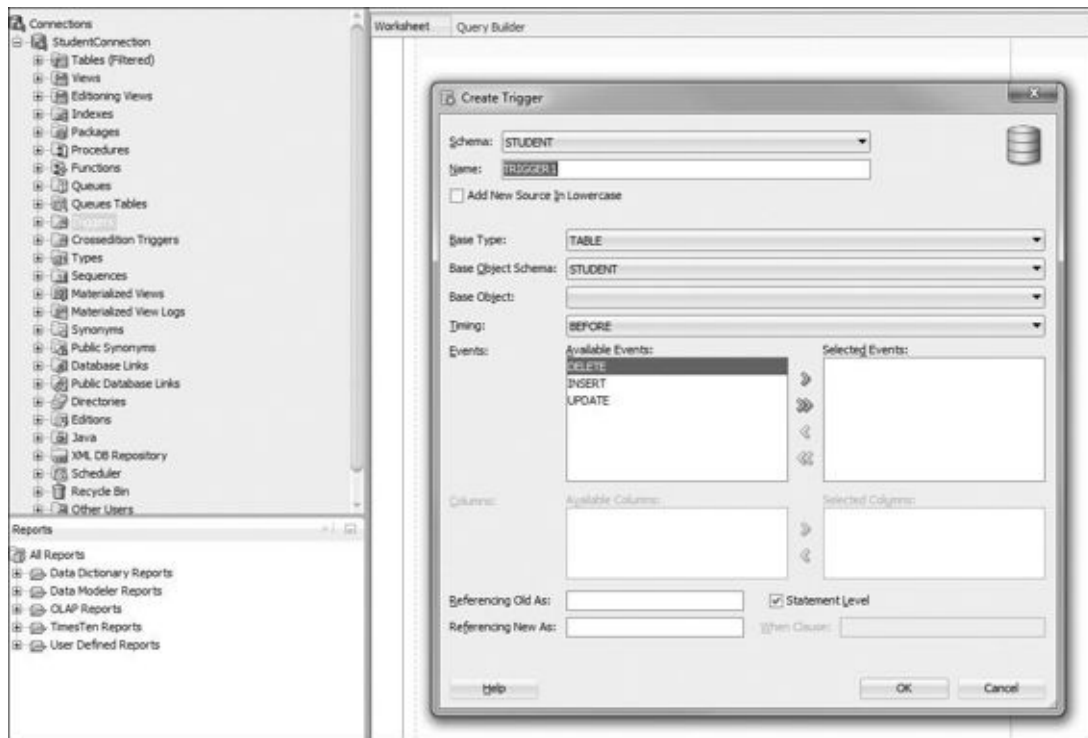 Connections
StudentConnection
Tables (Filtered)
Views
Editioning Views
Indexes
Packages
Procedures
Functions
Queues
Queues Tables
Triggers
Crossedition Triggers
Types
Sequences
Materialized Views
Materialized View Logs
Synonyms
Public Synonyms
Database Links
Public Database Links
Directories
Editions
Java
XML DB Repository
Scheduler
Recycle Bin
Other Users
Reports
All Reports
Data Dictionary Reports
Data Modeler Reports
OLAP Reports
TimesTen Reports
User Defined Reports
Worksheet Query Builder
Create Trigger
Schema: STUDENT
Name: TRIGGER1
Add New Source In Lowercase
Base Type: TABLE
Base Object Schema: STUDENT
Base Object:
Timing: BEFORE
Events: Available Events: Selected Events:
DELETE
INSERT
UPDATE
Columns: Available Columns: Selected Columns:
Referencing Old As: Statement Level
Referencing New As: When Clause:
Help OK Cancel